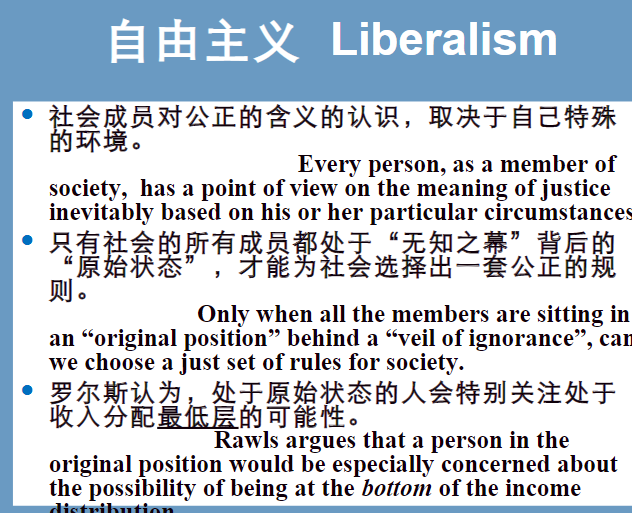 自由主义 Liberalism
社会成员对公正的含义的认识，取决于自己特殊
的环境。
Every person, as a member of
society, has a point of view on the meaning of justice
inevitably based on his or her particular circumstances
只有社会的所有成员都处于“无知之幕”背后的
“原始状态”，才能为社会选择出一套公正的规
则。
Only when all the members are sitting in
an “original position” behind a “veil of ignorance”, can
we choose a just set of rules for society.
罗尔斯认为，处于原始状态的人会特别关注处于
收入分配最低层的可能性。
Rawls argues that a person in the
original position would be especially concerned about
the possibility of being at the bottom of the income
distribution